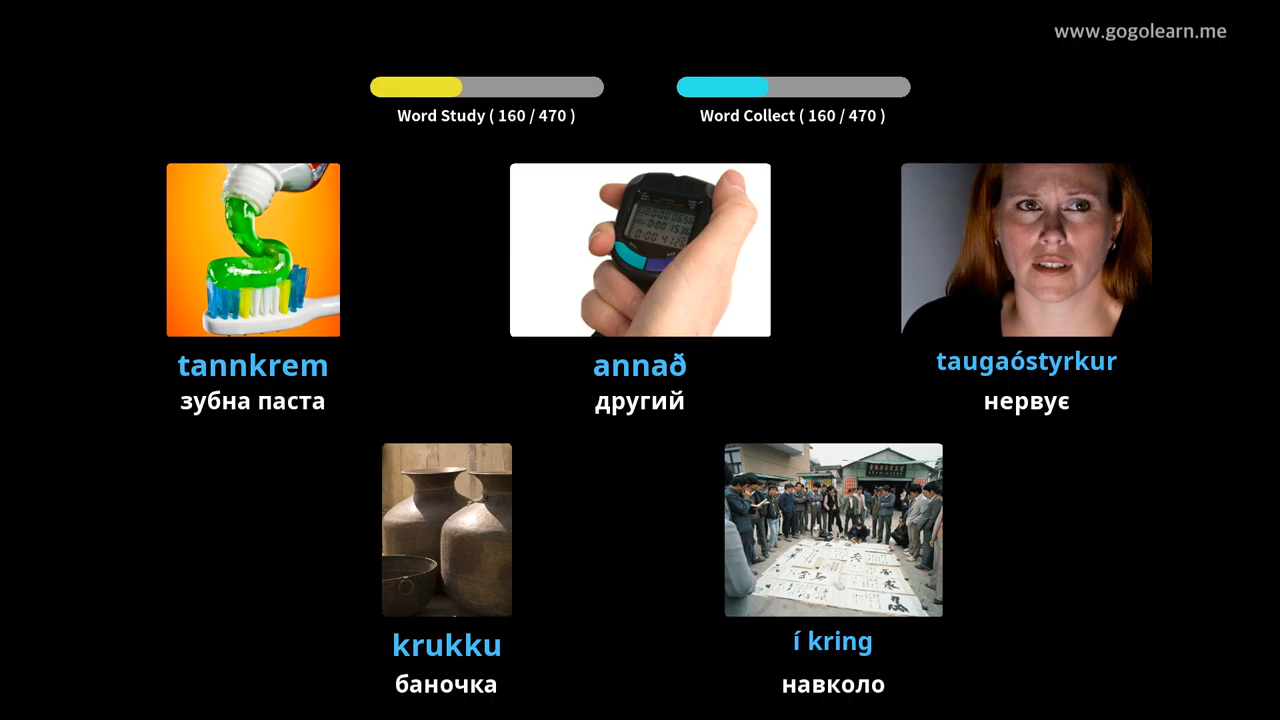 www.gogolearn.me
Word Study ( 160 / 470 )
Word Collect ( 160 / 470 )
tannkrem
зубна паста
annað
другий
taugaóstyrkur
нервує
krukku
баночка
í kring
навколо